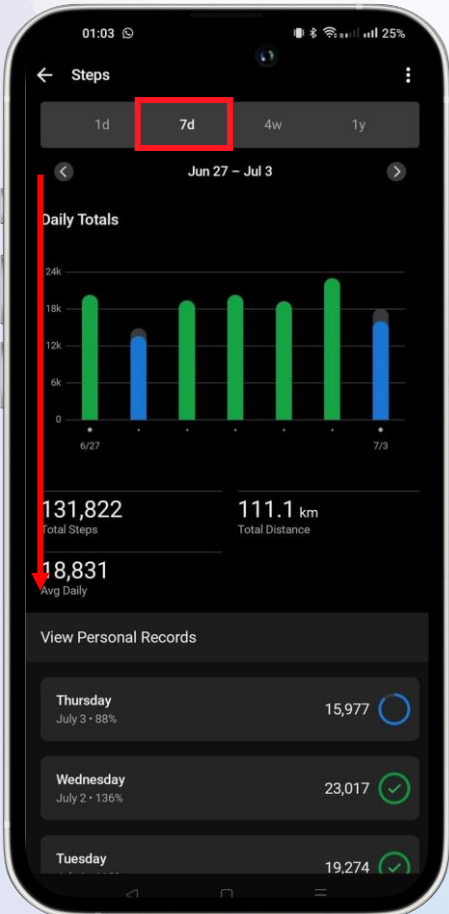 01:03 25%
Steps
1d 7d 4w 1y
Jun 27 – Jul 3
Daily Totals
24k
18k
12k
6k
0
6/27 7/3
131,822 111.1 km
Total Steps Total Distance
18,831
Avg Daily
View Personal Records
Thursday
July 3 • 88%
15,977
Wednesday
July 2 • 136%
23,017
Tuesday
19,274